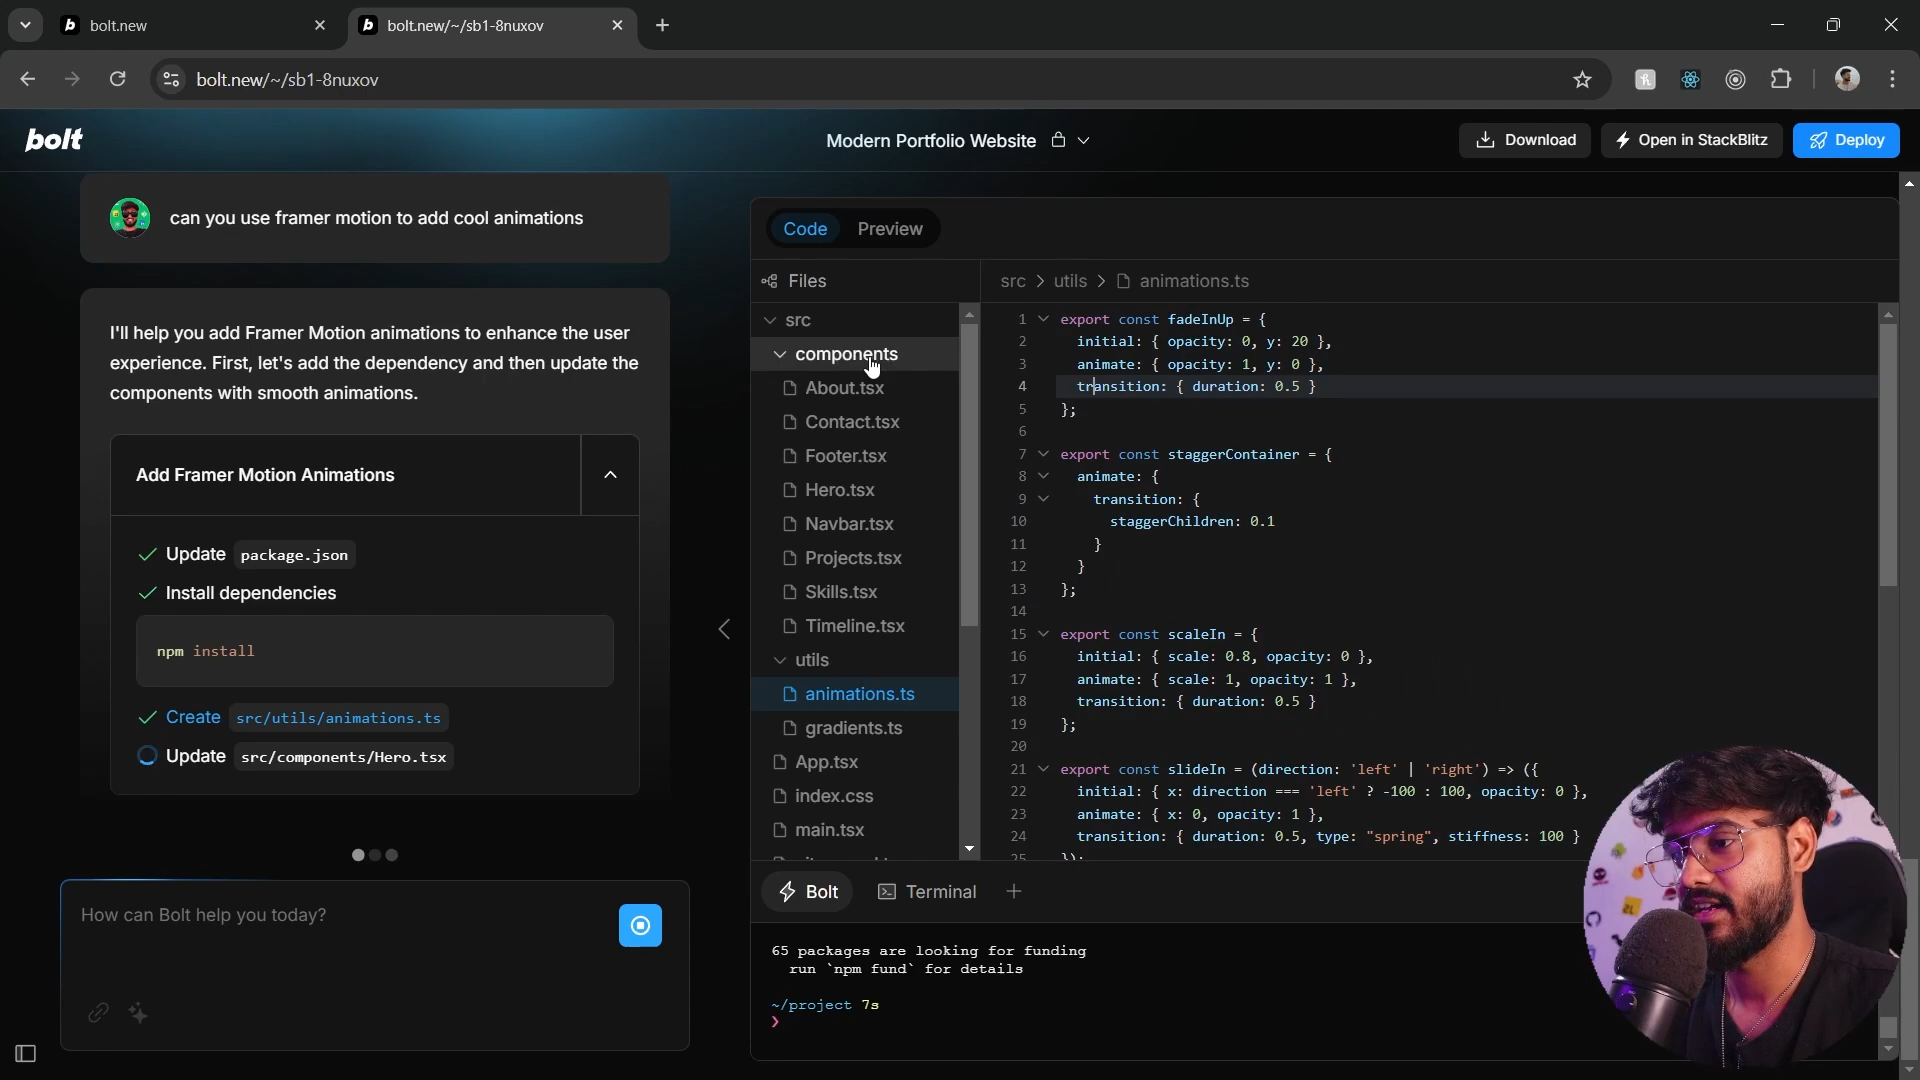 bolt.new
bolt.new/~/sb1-8nuxov
bolt.new/~/sb1-8nuxov
bolt
Modern Portfolio Website
Download
Open in StackBlitz
Deploy
can you use framer motion to add cool animations
I'll help you add Framer Motion animations to enhance the user
experience. First, let's add the dependency and then update the
components with smooth animations.
Add Framer Motion Animations
Update package.json
Install dependencies
npm install
Create src/utils/animations.ts
Update src/components/Hero.tsx
How can Bolt help you today?
Code
Preview
Files
src
components
About.tsx
Contact.tsx
Footer.tsx
Hero.tsx
Navbar.tsx
Projects.tsx
Skills.tsx
Timeline.tsx
utils
animations.ts
gradients.ts
App.tsx
index.css
main.tsx
src > utils > animations.ts
1 export const fadeInUp = {
2 initial: { opacity: 0, y: 20 },
3 animate: { opacity: 1, y: 0 },
4 transition: { duration: 0.5 }
5 };
6
7 export const staggerContainer = {
8 animate: {
9 transition: {
10 staggerChildren: 0.1
11 }
12 }
13 };
14
15 export const scaleIn = {
16 initial: { scale: 0.8, opacity: 0 },
17 animate: { scale: 1, opacity: 1 },
18 transition: { duration: 0.5 }
19 };
20
21 export const slideIn = (direction: 'left' | 'right') => ({
22 initial: { x: direction === 'left' ? -100 : 100, opacity: 0 },
23 animate: { x: 0, opacity: 1 },
24 transition: { duration: 0.5, type: "spring", stiffness: 100 }
25 });
Bolt
Terminal
65 packages are looking for funding
run `npm fund` for details
~/project 7s
❯